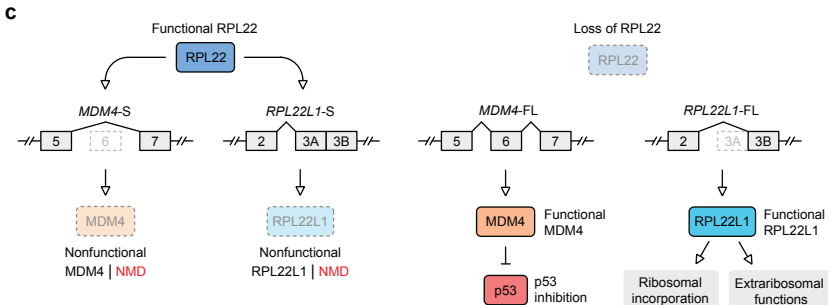 c
Functional RPL22
RPL22
MDM4-S
5
6
7
MDM4
Nonfunctional
MDM4 | NMD
RPL22L1-S
2
3A
3B
RPL22L1
Nonfunctional
RPL22L1 | NMD
Loss of RPL22
RPL22
MDM4-FL
5
6
7
MDM4
Functional
MDM4
p53
p53
inhibition
RPL22L1-FL
2
3A
3B
RPL22L1
Functional
RPL22L1
Ribosomal
incorporation
Extraribosomal
functions